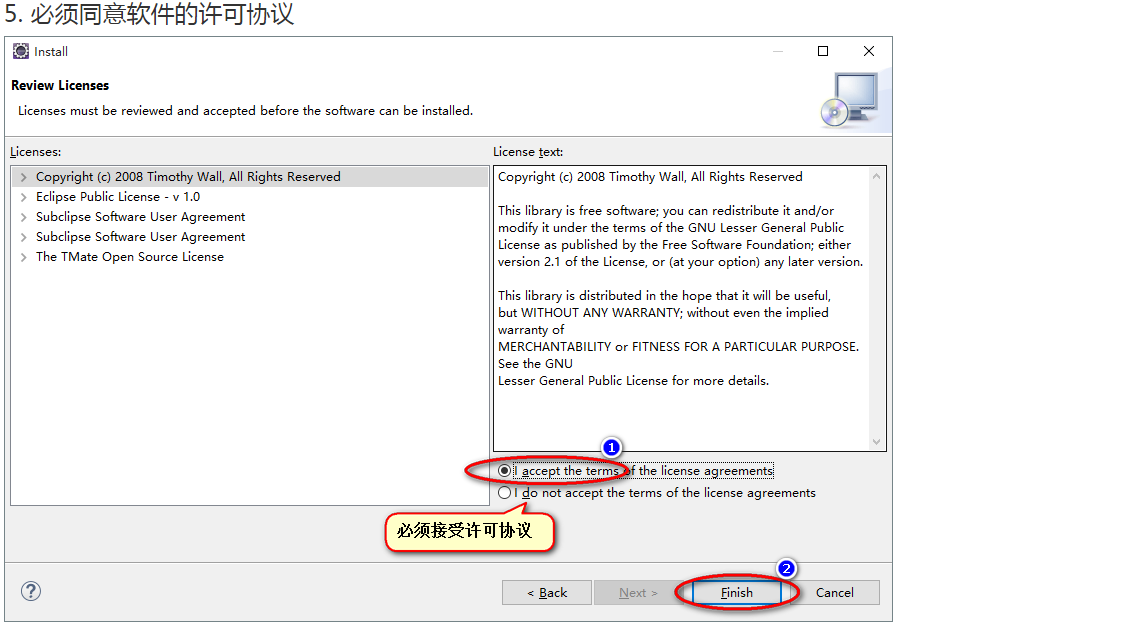 5. 必须同意软件的许可协议
Install
Review Licenses
Licenses must be reviewed and accepted before the software can be installed.
Licenses:
Copyright (c) 2008 Timothy Wall, All Rights Reserved
Eclipse Public License - v 1.0
Subclipse Software User Agreement
Subclipse Software User Agreement
The TMate Open Source License
License text:
Copyright (c) 2008 Timothy Wall, All Rights Reserved
This library is free software; you can redistribute it and/or
modify it under the terms of the GNU Lesser General Public
License as published by the Free Software Foundation; either
version 2.1 of the License, or (at your option) any later version.
This library is distributed in the hope that it will be useful,
but WITHOUT ANY WARRANTY; without even the implied
warranty of
MERCHANTABILITY or FITNESS FOR A PARTICULAR PURPOSE.
See the GNU
Lesser General Public License for more details.
1
I accept the terms of the license agreements
I do not accept the terms of the license agreements
必须接受许可协议
2
?
< Back
Next >
Finish
Cancel